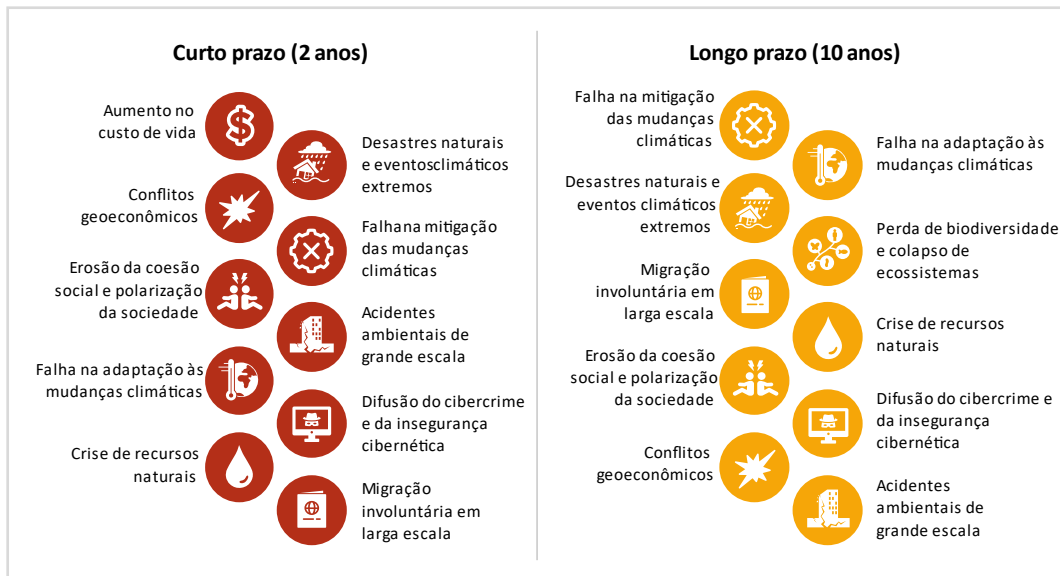 Curto prazo (2 anos)
Aumento no
custo de vida
Desastres naturais
e eventosclimáticos
extremos
Conflitos
geoeconômicos
Falhana mitigação
das mudanças
climáticas
Erosão da coesão
social e polarização
da sociedade
Acidentes
ambientais de
grande escala
Falha na adaptação às
mudanças climáticas
Difusão do cibercrime
e da insegurança
cibernética
Crise de recursos
naturais
Migração
involuntária em
larga escala
Longo prazo (10 anos)
Falha na mitigação
das mudanças
climáticas
Falha na adaptação às
mudanças climáticas
Desastres naturais e
eventos climáticos
extremos
Perda de biodiversidade
e colapso de
ecossistemas
Migração
involuntária em
larga escala
Crise de recursos
naturais
Erosão da coesão
social e polarização
da sociedade
Difusão do cibercrime e
da insegurança
cibernética
Conflitos
geoeconômicos
Acidentes
ambientais de
grande escala